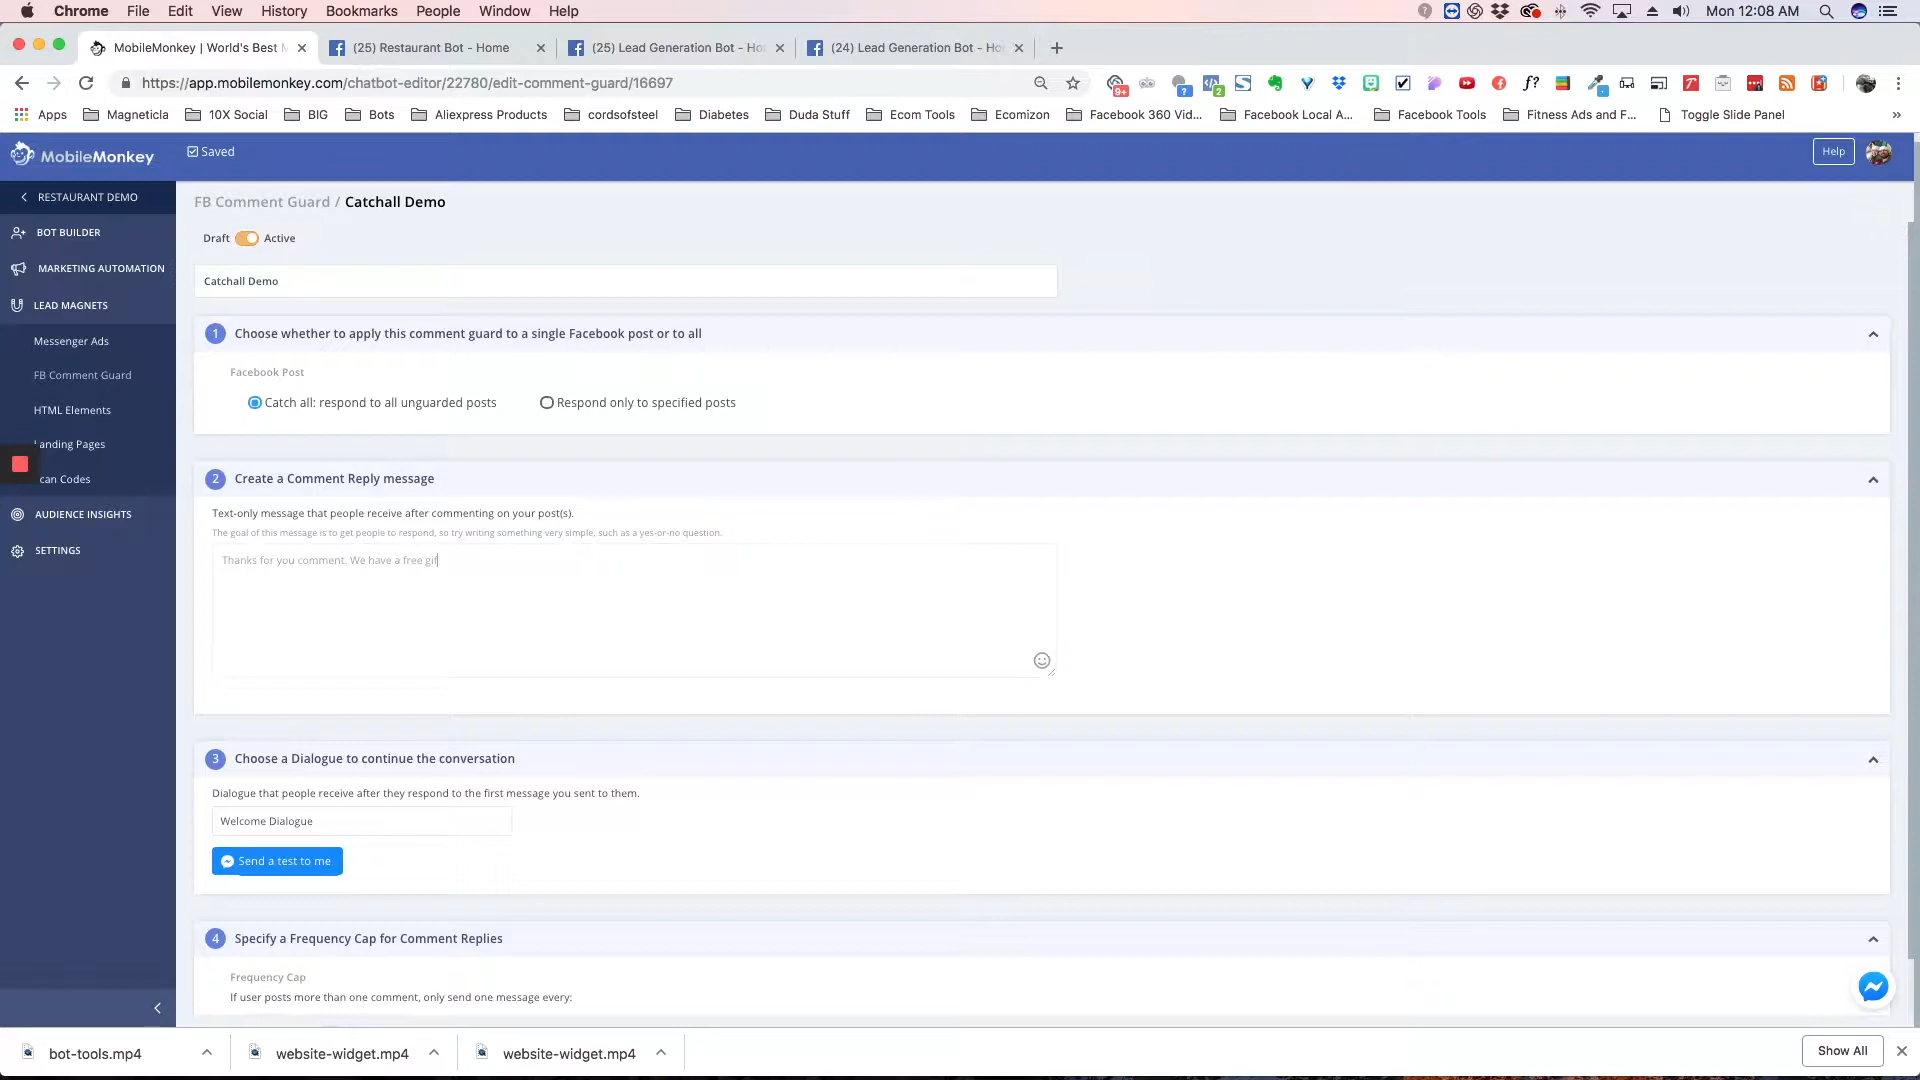 Chrome File Edit View History Bookmarks People Window Help Mon 12:08 AM
MobileMonkey | World's Best M (25) Restaurant Bot - Home (25) Lead Generation Bot - Ho (24) Lead Generation Bot - Ho
https://app.mobilemonkey.com/chatbot-editor/22780/edit-comment-guard/16697
9+ ? 2 f?
Apps Magneticla 10X Social BIG Bots Aliexpress Products cordsofsteel Diabetes Duda Stuff Ecom Tools Ecomizon Facebook 360 Vid... Facebook Local A... Facebook Tools Fitness Ads and F... Toggle Slide Panel »
MobileMonkey Saved Help
RESTAURANT DEMO
BOT BUILDER
MARKETING AUTOMATION
LEAD MAGNETS
Messenger Ads
FB Comment Guard
HTML Elements
anding Pages
can Codes
AUDIENCE INSIGHTS
SETTINGS
FB Comment Guard / Catchall Demo
Draft Active
Catchall Demo
1 Choose whether to apply this comment guard to a single Facebook post or to all
Facebook Post
Catch all: respond to all unguarded posts Respond only to specified posts
2 Create a Comment Reply message
Text-only message that people receive after commenting on your post(s).
The goal of this message is to get people to respond, so try writing something very simple, such as a yes-or-no question.
Thanks for you comment. We have a free gif
3 Choose a Dialogue to continue the conversation
Dialogue that people receive after they respond to the first message you sent to them.
Welcome Dialogue
Send a test to me
4 Specify a Frequency Cap for Comment Replies
Frequency Cap
If user posts more than one comment, only send one message every:
bot-tools.mp4 website-widget.mp4 website-widget.mp4 Show All